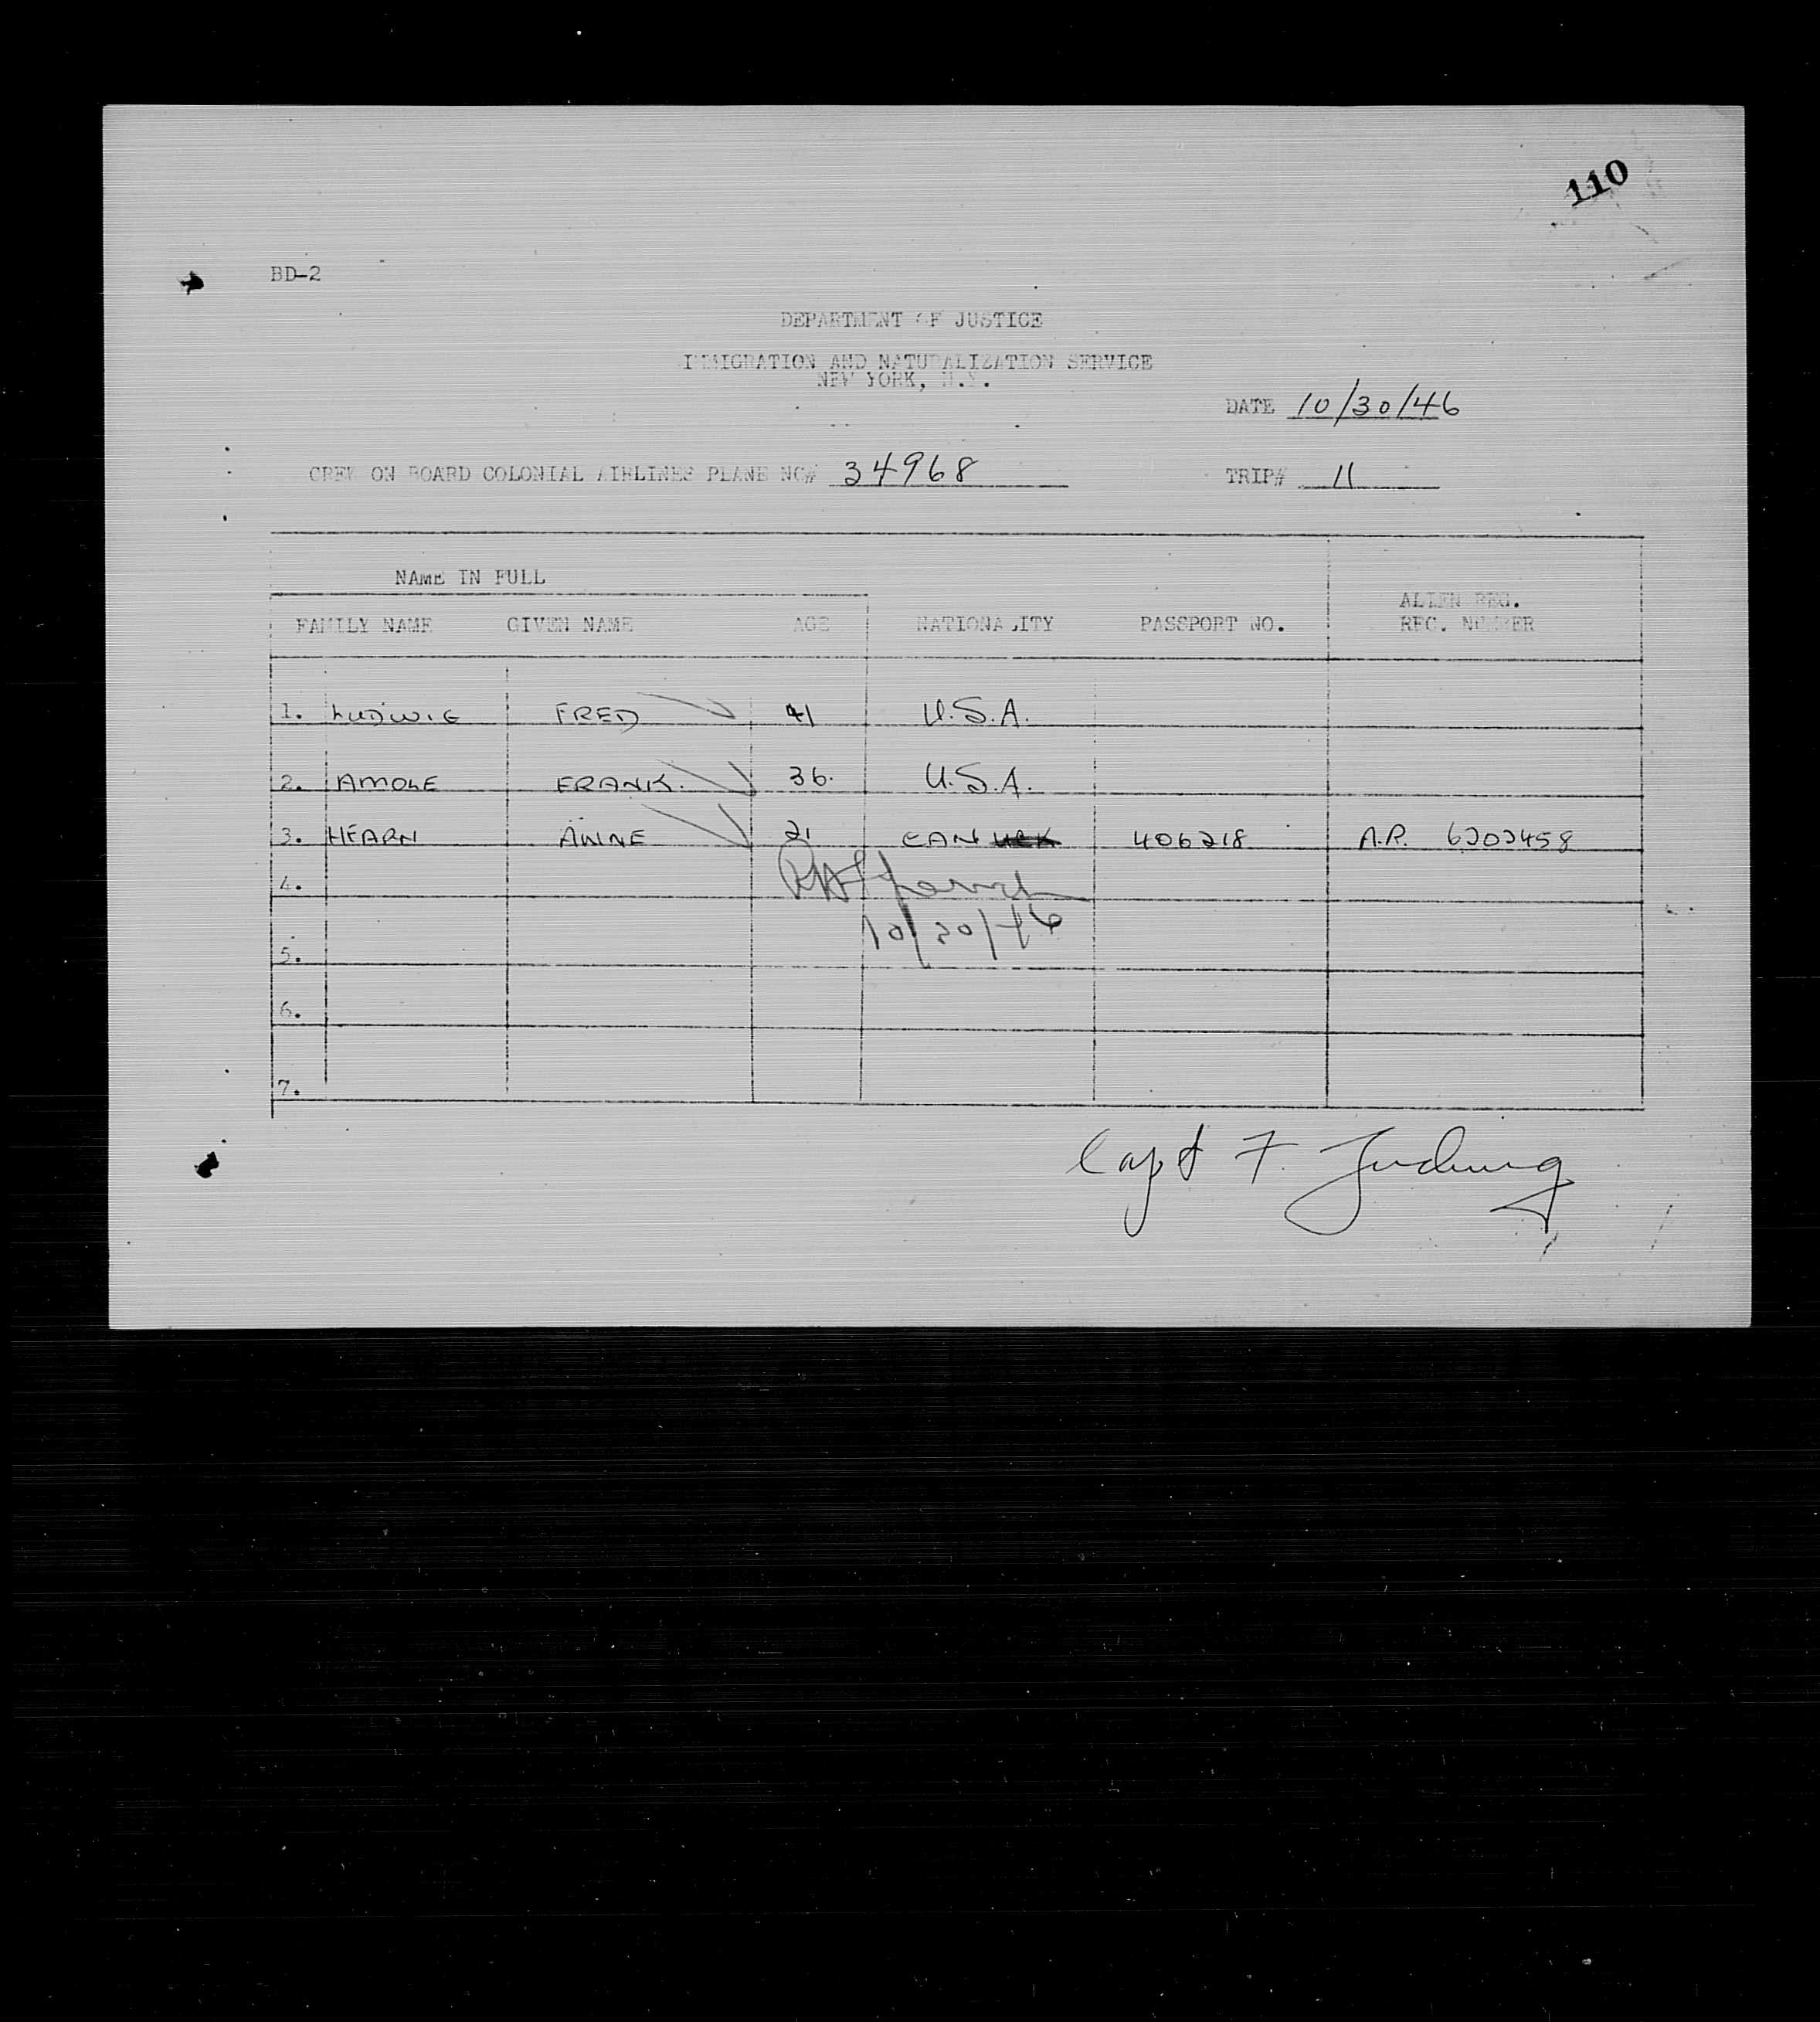 110
BD-2
DEPARTMENT OF JUSTICE
IMMIGRATION AND NATURALIZATION SERVICE
NEW YORK, N.Y.
DATE 10/30/46
CREW ON BOARD COLONIAL AIRLINES PLANE NC# 34968 TRIP# 11
NAME IN FULL
FAMILY NAME GIVEN NAME AGE NATIONALITY PASSPORT NO. ALIEN REG. REC. NUMBER
1. LUDWIG FRED 41 U.S.A.
2. AMOLE FRANK. 36. U.S.A.
3. HEARN ANNE 21 CAN 406218 A.R. 6202458
4.
10/30/46
5.
6.
7.
Capt F. Ludwig